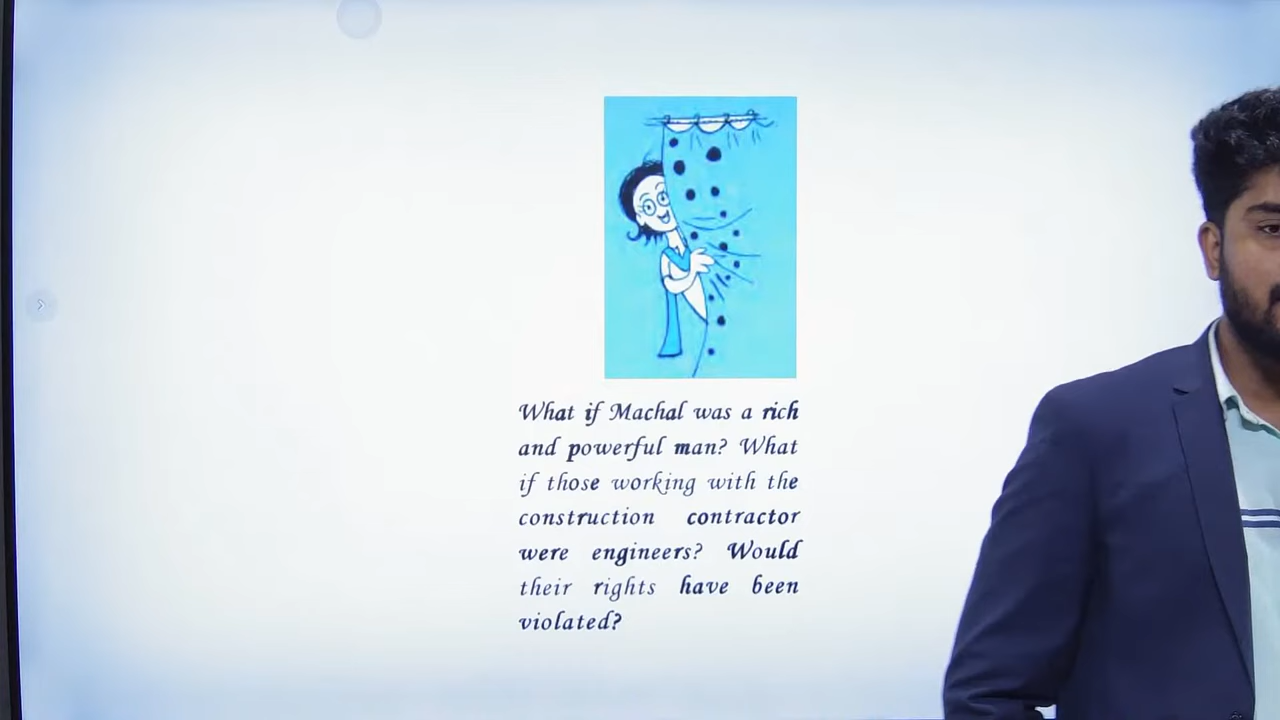 What if Machal was a rich
and powerful man? What
if those working with the
construction contractor
were engineers? Would
their rights have been
violated?